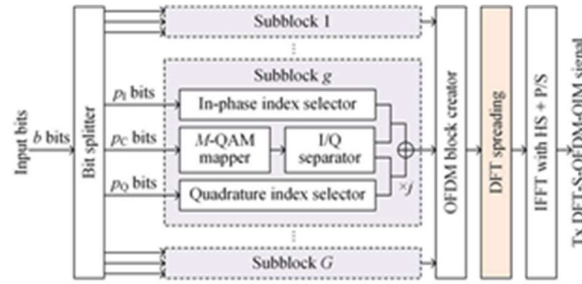 Input bits
b bits
Bit splitter
p_I bits
p_C bits
p_Q bits
Subblock 1
Subblock g
In-phase index selector
M-QAM
mapper
I/Q
separator
Quadrature index selector
×j
Subblock G
OFDM block creator
DFT spreading
IFFT with HS + P/S
Tx DFT-S-OFDM-QIM signal